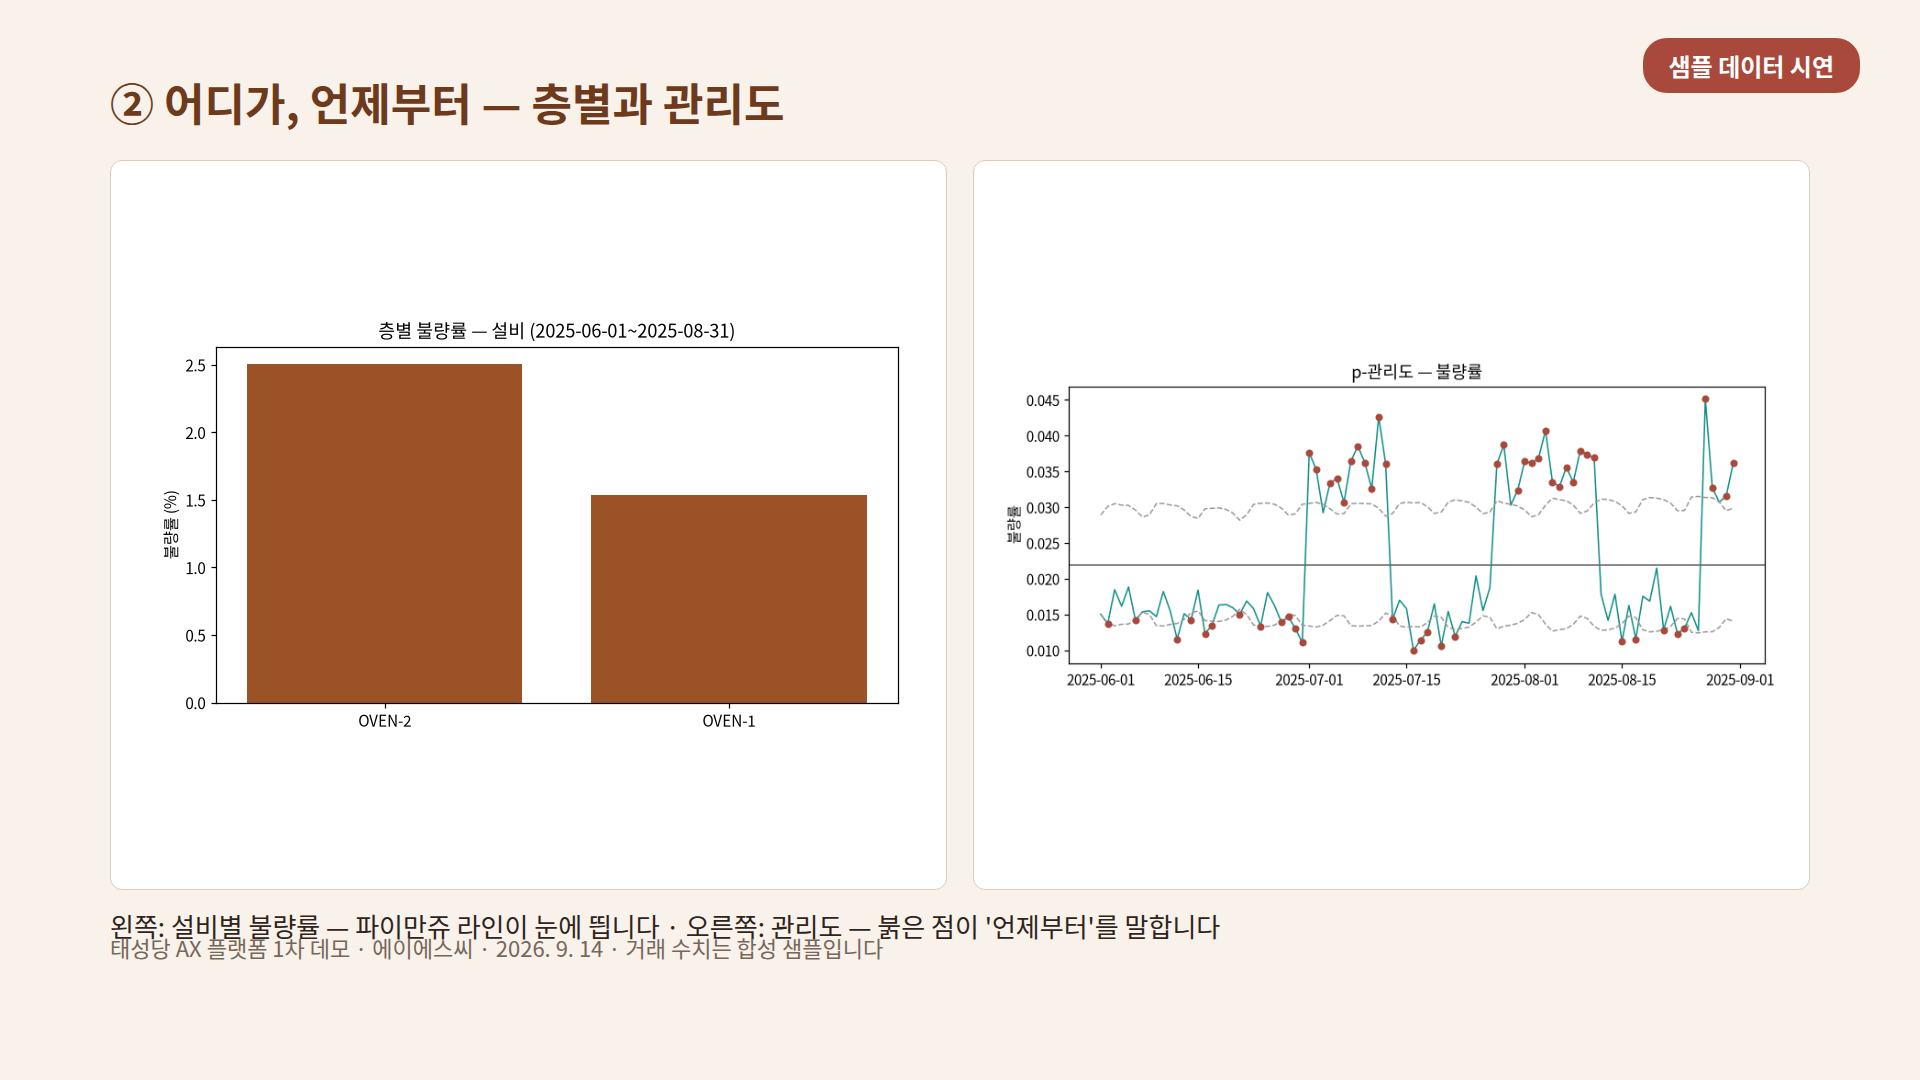 샘플 데이터 시연
② 어디가, 언제부터 — 층별과 관리도
층별 불량률 — 설비 (2025-06-01~2025-08-31)
불량률 (%)
2.5
2.0
1.5
1.0
0.5
0.0
OVEN-2 OVEN-1
p-관리도 — 불량률
불량률
0.045
0.040
0.035
0.030
0.025
0.020
0.015
0.010
2025-06-01 2025-06-15 2025-07-01 2025-07-15 2025-08-01 2025-08-15 2025-09-01
왼쪽: 설비별 불량률 — 파이만쥬 라인이 눈에 띕니다 · 오른쪽: 관리도 — 붉은 점이 '언제부터'를 말합니다
태성당 AX 플랫폼 1차 데모 · 에이에스씨 · 2026. 9. 14 · 거래 수치는 합성 샘플입니다